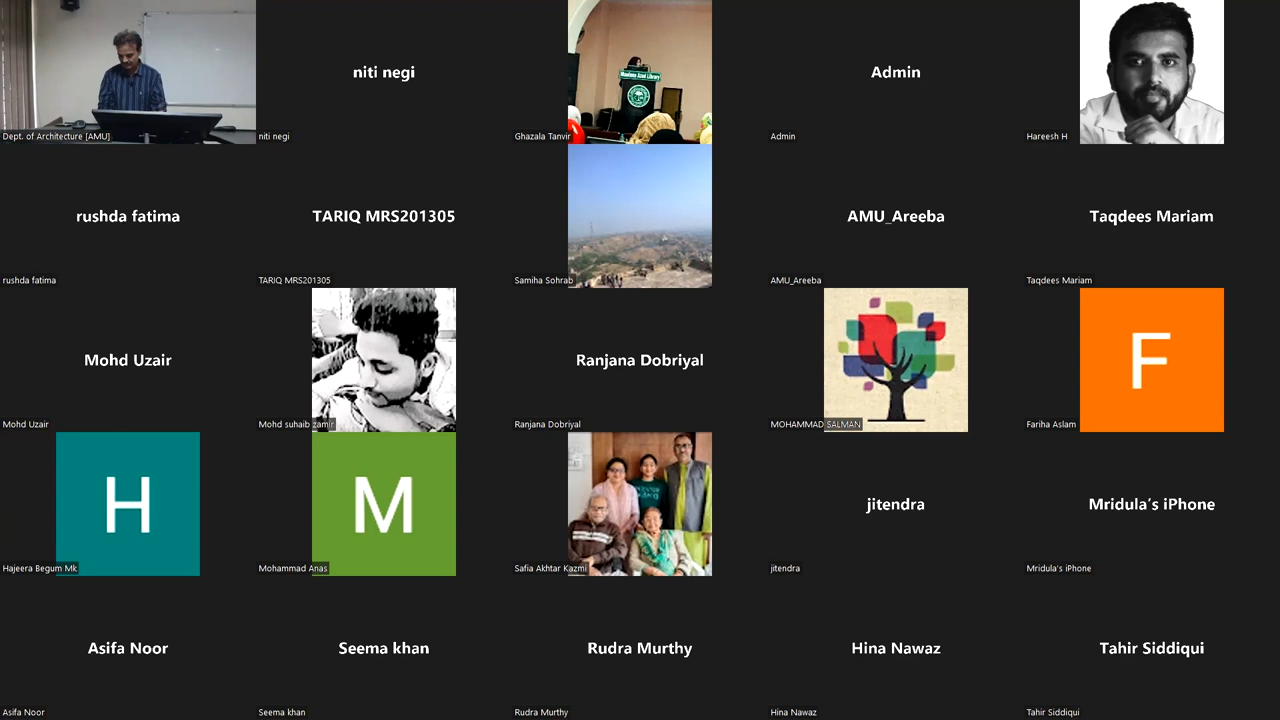 Dept. of Architecture [AMU]
niti negi
niti negi
Maulana Azad Library
Ghazala Tanvir
Admin
Admin
Hareesh H
rushda fatima
rushda fatima
TARIQ MRS201305
TARIQ MRS201305
Samiha Sohrab
AMU_Areeba
AMU_Areeba
Taqdees Mariam
Taqdees Mariam
Mohd Uzair
Mohd Uzair
Mohd suhaib zamir
Ranjana Dobriyal
Ranjana Dobriyal
MOHAMMAD SALMAN
F
Fariha Aslam
H
Hajeera Begum Mk
M
Mohammad Anas
Safia Akhtar Kazmi
jitendra
jitendra
Mridula's iPhone
Mridula's iPhone
Asifa Noor
Asifa Noor
Seema khan
Seema khan
Rudra Murthy
Rudra Murthy
Hina Nawaz
Hina Nawaz
Tahir Siddiqui
Tahir Siddiqui